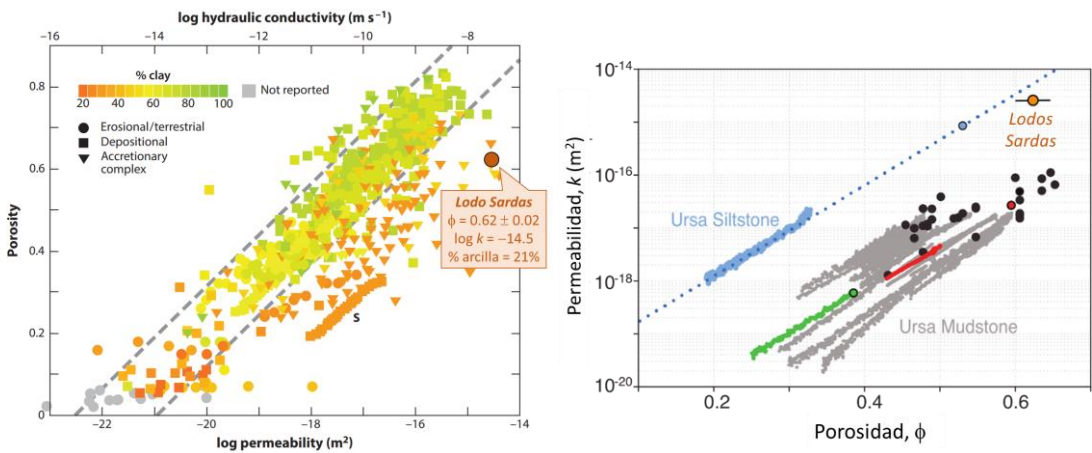 log hydraulic conductivity (m s⁻¹)
−16 −14 −12 −10 −8
Porosity
0.8
0.6
0.4
0.2
0
% clay
20 40 60 80 100
Not reported
Erosional/terrestrial
Depositional
Accretionary
complex
Lodo Sardas
ϕ = 0.62 ± 0.02
log k = −14.5
% arcilla = 21%
S
−22 −20 −18 −16 −14
log permeability (m²)
Permeabilidad, k (m²)
10⁻¹⁴
10⁻¹⁶
10⁻¹⁸
10⁻²⁰
Lodos
Sardas
Ursa Siltstone
Ursa Mudstone
0.2 0.4 0.6
Porosidad, ϕ